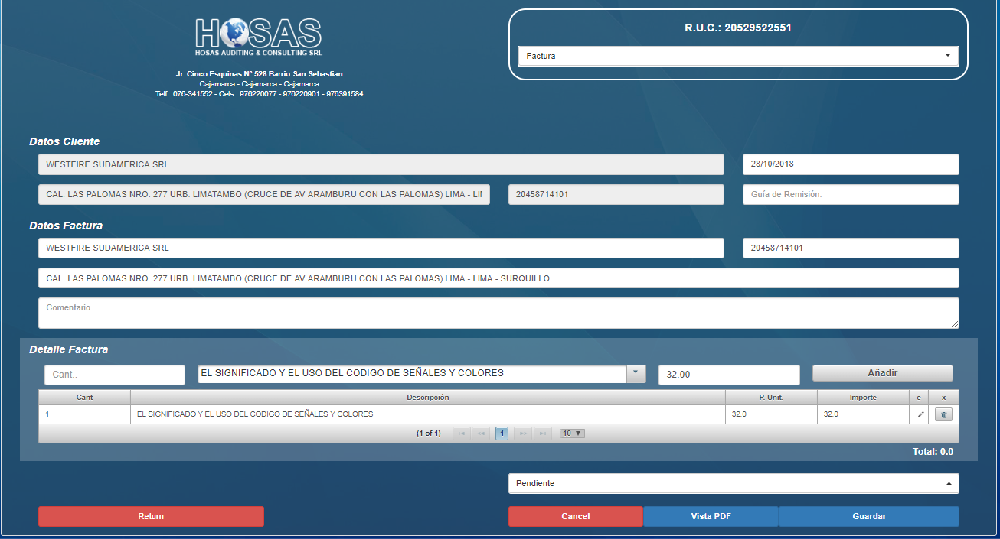 HOSAS
HOSAS AUDITING & CONSULTING SRL
Jr. Cinco Esquinas N° 528 Barrio San Sebastian
Cajamarca - Cajamarca - Cajamarca
Telf.: 076-341552 - Cels.: 976220077 - 976220901 - 976391584
R.U.C.: 20529522551
Factura
Datos Cliente
WESTFIRE SUDAMERICA SRL 28/10/2018
CAL. LAS PALOMAS NRO. 277 URB. LIMATAMBO (CRUCE DE AV ARAMBURU CON LAS PALOMAS) LIMA - LII 20458714101 Guía de Remisión:
Datos Factura
WESTFIRE SUDAMERICA SRL 20458714101
CAL. LAS PALOMAS NRO. 277 URB. LIMATAMBO (CRUCE DE AV ARAMBURU CON LAS PALOMAS) LIMA - LIMA - SURQUILLO
Comentario...
Detalle Factura
Cant.. EL SIGNIFICADO Y EL USO DEL CODIGO DE SEÑALES Y COLORES 32.00 Añadir
Cant Descripción P. Unit. Importe e x
1 EL SIGNIFICADO Y EL USO DEL CODIGO DE SEÑALES Y COLORES 32.0 32.0
(1 of 1) 1 10
Total: 0.0
Pendiente
Return Cancel Vista PDF Guardar